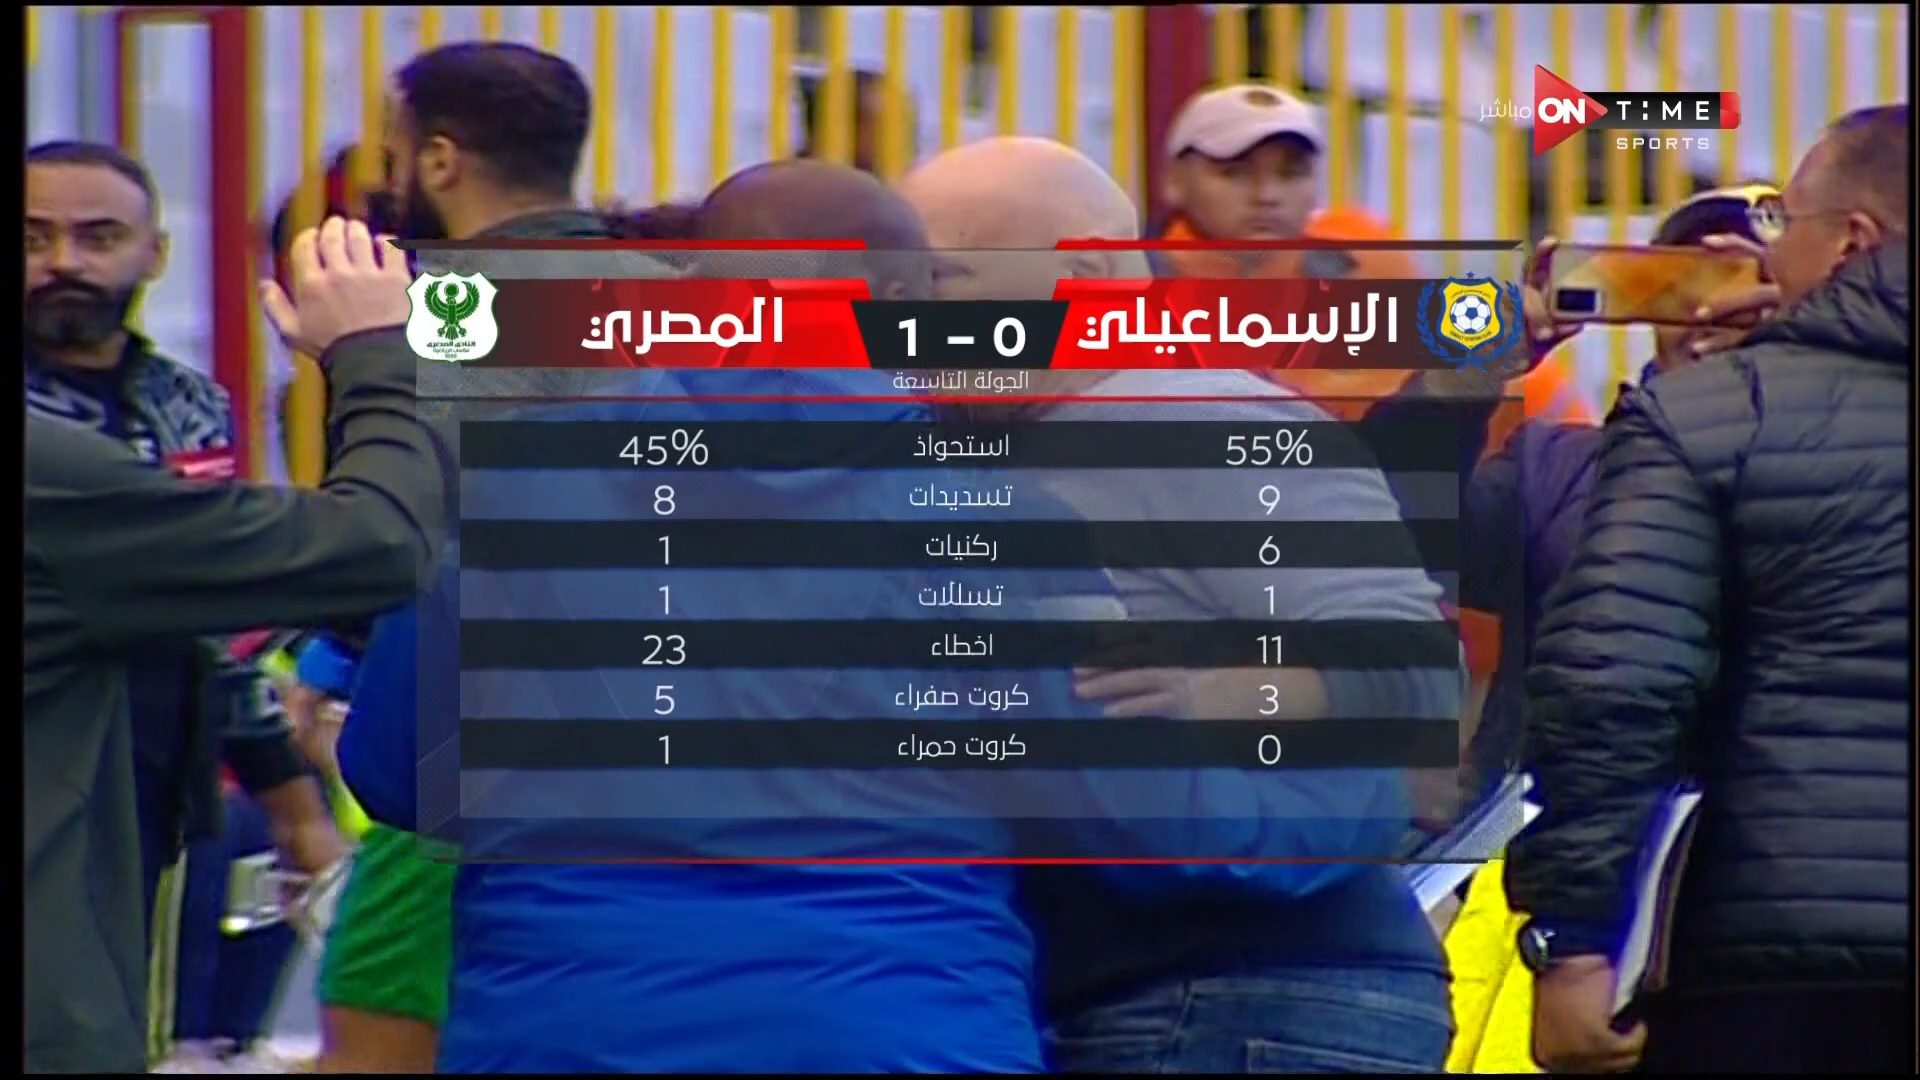 مباشر ON TIME
SPORTS
الإسماعيلي 0 – 1 المصري
الجولة التاسعة
55% استحواذ 45%
9 تسديدات 8
6 ركنيات 1
1 تسللات 1
11 اخطاء 23
3 كروت صفراء 5
0 كروت حمراء 1